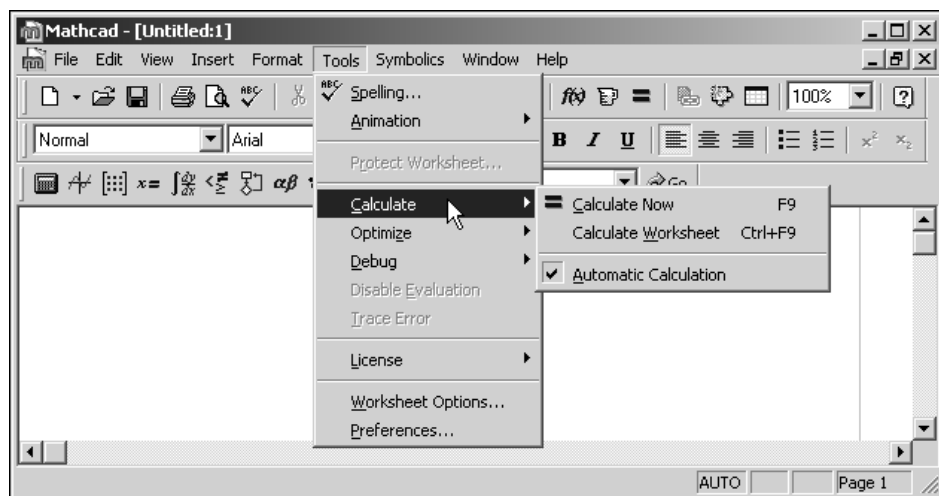 Mathcad - [Untitled:1]
File Edit View Insert Format Tools Symbolics Window Help
100%
Normal Arial B I U
αβ Go
Spelling...
Animation
Protect Worksheet...
Calculate
Optimize
Debug
Disable Evaluation
Trace Error
License
Worksheet Options...
Preferences...
Calculate Now F9
Calculate Worksheet Ctrl+F9
Automatic Calculation
AUTO Page 1